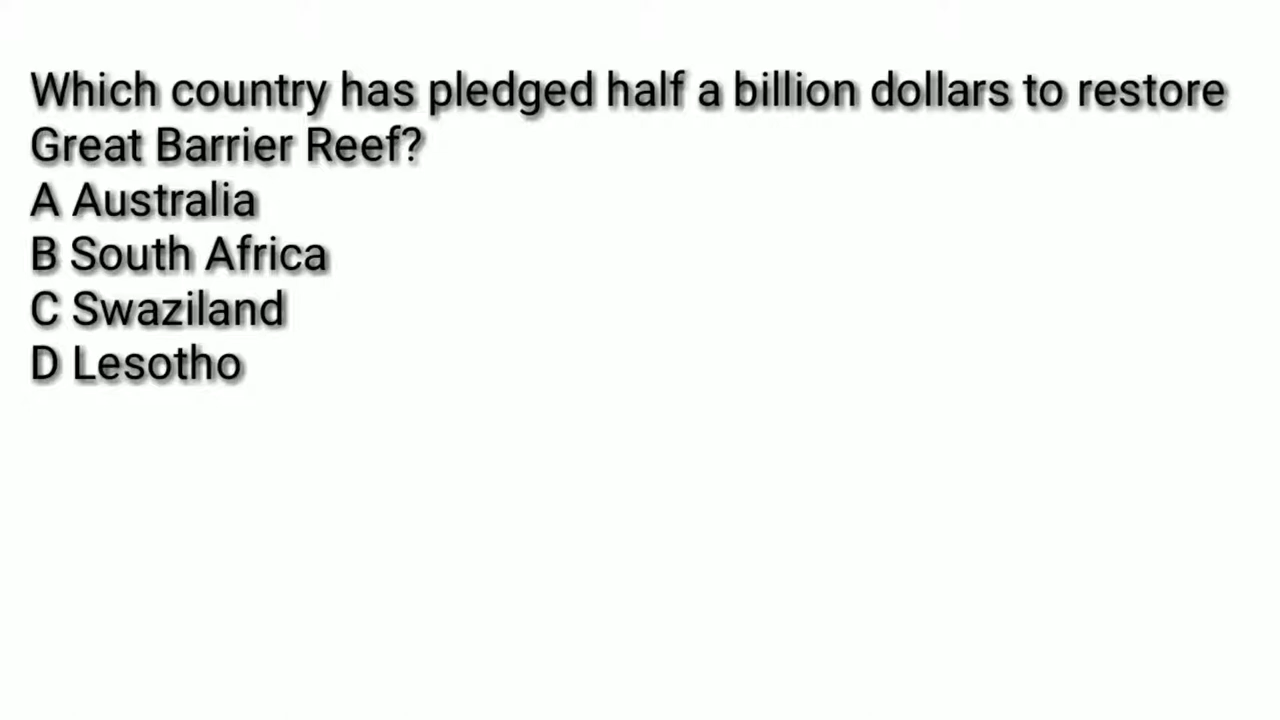 Which country has pledged half a billion dollars to restore
Great Barrier Reef?
A Australia
B South Africa
C Swaziland
D Lesotho